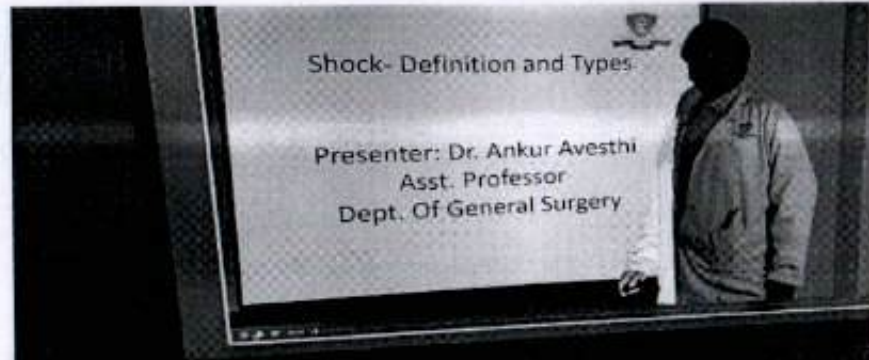 Shock- Definition and Types
Presenter: Dr. Ankur Avesthi
Asst. Professor
Dept. Of General Surgery